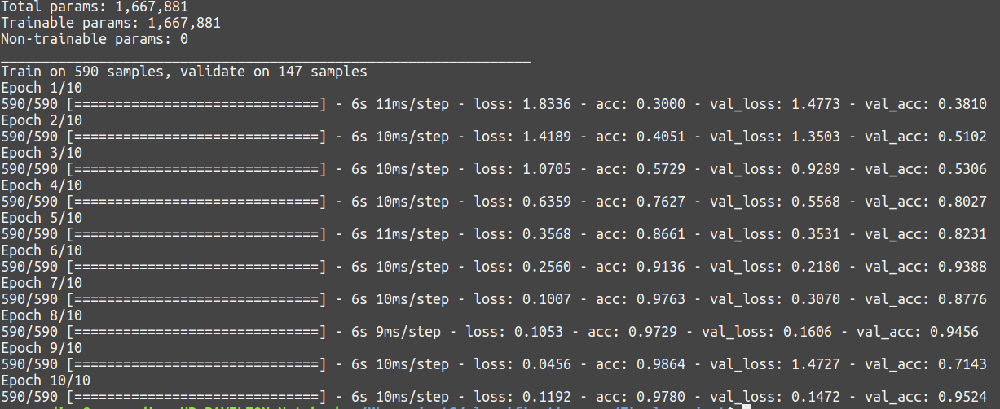 Total params: 1,667,881
Trainable params: 1,667,881
Non-trainable params: 0
_________________________________________________________________
Train on 590 samples, validate on 147 samples
Epoch 1/10
590/590 [==============================] - 6s 11ms/step - loss: 1.8336 - acc: 0.3000 - val_loss: 1.4773 - val_acc: 0.3810
Epoch 2/10
590/590 [==============================] - 6s 10ms/step - loss: 1.4189 - acc: 0.4051 - val_loss: 1.3503 - val_acc: 0.5102
Epoch 3/10
590/590 [==============================] - 6s 10ms/step - loss: 1.0705 - acc: 0.5729 - val_loss: 0.9289 - val_acc: 0.5306
Epoch 4/10
590/590 [==============================] - 6s 10ms/step - loss: 0.6359 - acc: 0.7627 - val_loss: 0.5568 - val_acc: 0.8027
Epoch 5/10
590/590 [==============================] - 6s 11ms/step - loss: 0.3568 - acc: 0.8661 - val_loss: 0.3531 - val_acc: 0.8231
Epoch 6/10
590/590 [==============================] - 6s 10ms/step - loss: 0.2560 - acc: 0.9136 - val_loss: 0.2180 - val_acc: 0.9388
Epoch 7/10
590/590 [==============================] - 6s 10ms/step - loss: 0.1007 - acc: 0.9763 - val_loss: 0.3070 - val_acc: 0.8776
Epoch 8/10
590/590 [==============================] - 6s 9ms/step - loss: 0.1053 - acc: 0.9729 - val_loss: 0.1606 - val_acc: 0.9456
Epoch 9/10
590/590 [==============================] - 6s 10ms/step - loss: 0.0456 - acc: 0.9864 - val_loss: 1.4727 - val_acc: 0.7143
Epoch 10/10
590/590 [==============================] - 6s 10ms/step - loss: 0.1192 - acc: 0.9780 - val_loss: 0.1472 - val_acc: 0.9524